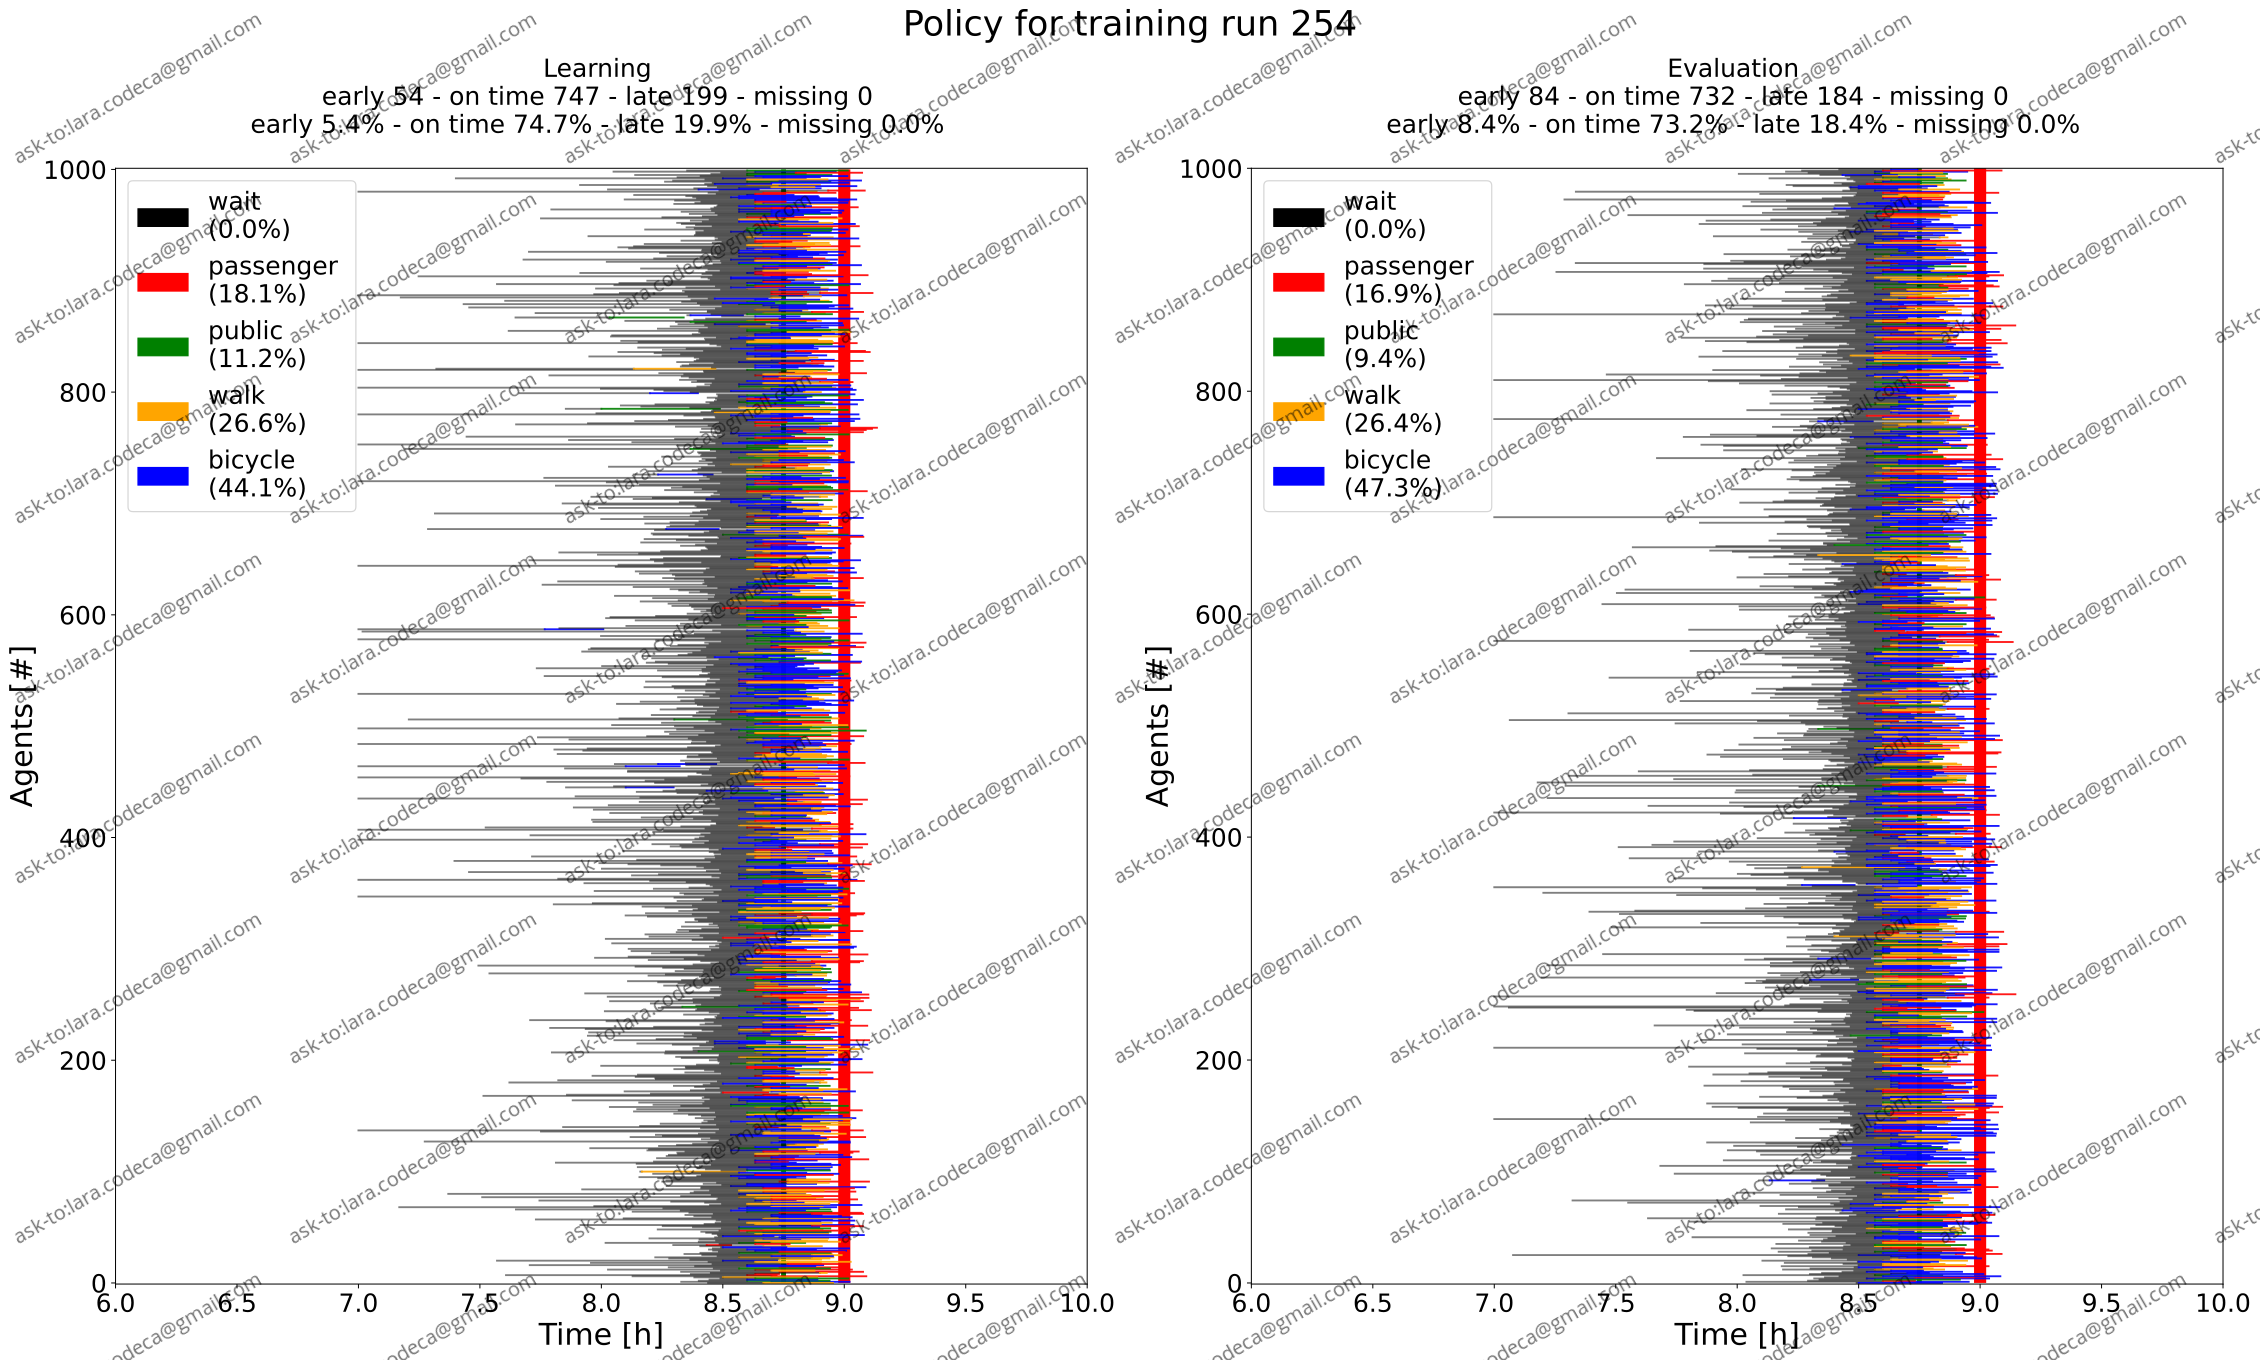 Policy for training run 254
Learning
early 54 - on time 747 - late 199 - missing 0
early 5.4% - on time 74.7% - late 19.9% - missing 0.0%
1000
800
600
400
200
0
Agents [#]
wait
(0.0%)
passenger
(18.1%)
public
(11.2%)
walk
(26.6%)
bicycle
(44.1%)
6.0 6.5 7.0 7.5 8.0 8.5 9.0 9.5 10.0
Time [h]
Evaluation
early 84 - on time 732 - late 184 - missing 0
early 8.4% - on time 73.2% - late 18.4% - missing 0.0%
1000
800
600
400
200
0
Agents [#]
wait
(0.0%)
passenger
(16.9%)
public
(9.4%)
walk
(26.4%)
bicycle
(47.3%)
6.0 6.5 7.0 7.5 8.0 8.5 9.0 9.5 10.0
Time [h]
ask-to:lara.codeca@gmail.com